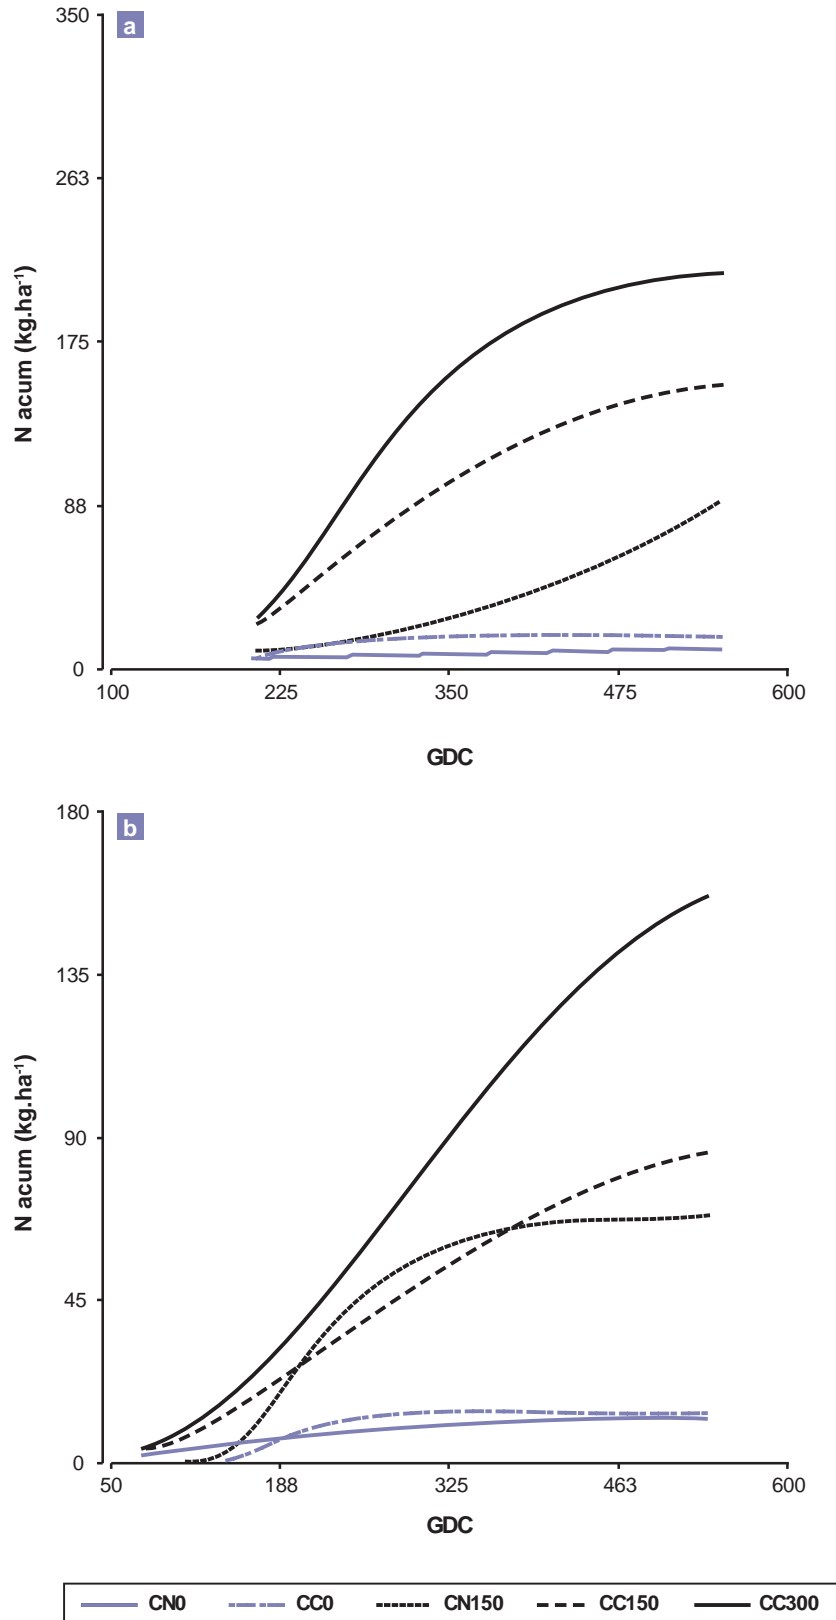 a
350
263
175
88
0
N acum (kg.ha⁻¹)
100 225 350 475 600
GDC
b
180
135
90
45
0
N acum (kg.ha⁻¹)
50 188 325 463 600
GDC
CN0 CC0 CN150 CC150 CC300